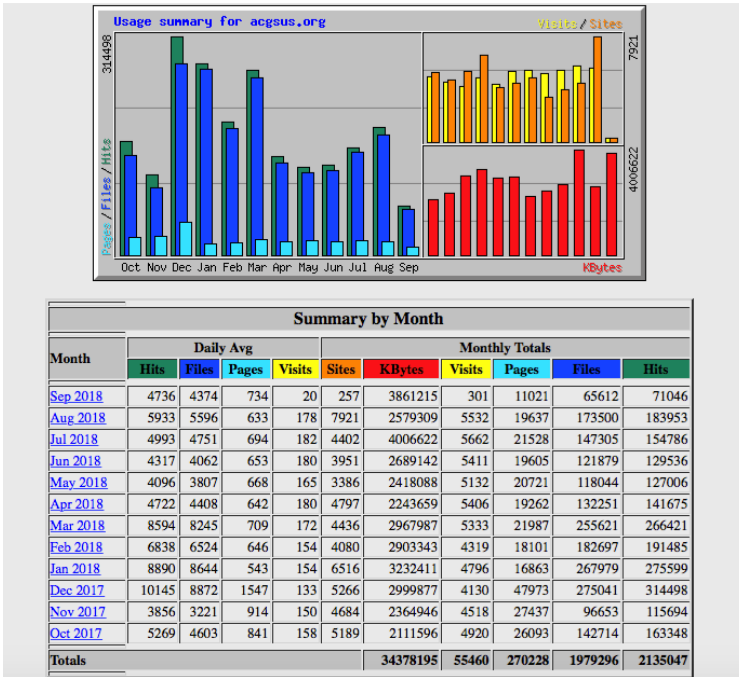 Usage summary for acgsus.org
Visits / Sites
314498
7921
Pages / Files / Hits
4006622
Oct Nov Dec Jan Feb Mar Apr May Jun Jul Aug Sep
KBytes
Summary by Month
Month Daily Avg Monthly Totals
Hits Files Pages Visits Sites KBytes Visits Pages Files Hits
Sep 2018 4736 4374 734 20 257 3861215 301 11021 65612 71046
Aug 2018 5933 5596 633 178 7921 2579309 5532 19637 173500 183953
Jul 2018 4993 4751 694 182 4402 4006622 5662 21528 147305 154786
Jun 2018 4317 4062 653 180 3951 2689142 5411 19605 121879 129536
May 2018 4096 3807 668 165 3386 2418088 5132 20721 118044 127006
Apr 2018 4722 4408 642 180 4797 2243659 5406 19262 132251 141675
Mar 2018 8594 8245 709 172 4436 2967987 5333 21987 255621 266421
Feb 2018 6838 6524 646 154 4080 2903343 4319 18101 182697 191485
Jan 2018 8890 8644 543 154 6516 3232411 4796 16863 267979 275599
Dec 2017 10145 8872 1547 133 5266 2999877 4130 47973 275041 314498
Nov 2017 3856 3221 914 150 4684 2364946 4518 27437 96653 115694
Oct 2017 5269 4603 841 158 5189 2111596 4920 26093 142714 163348
Totals 34378195 55460 270228 1979296 2135047